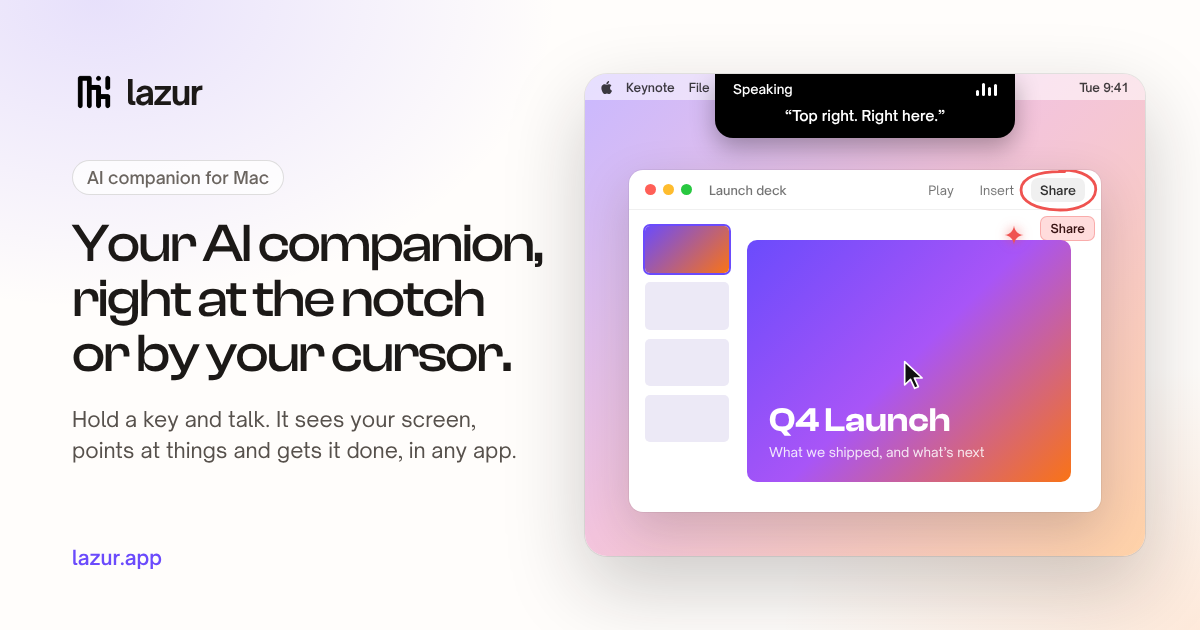 lazur
AI companion for Mac
Your AI companion,
right at the notch
or by your cursor.
Hold a key and talk. It sees your screen,
points at things and gets it done, in any app.
lazur.app
Keynote File
Speaking
“Top right. Right here.”
Tue 9:41
Launch deck
Play Insert Share
Share
Q4 Launch
What we shipped, and what’s next